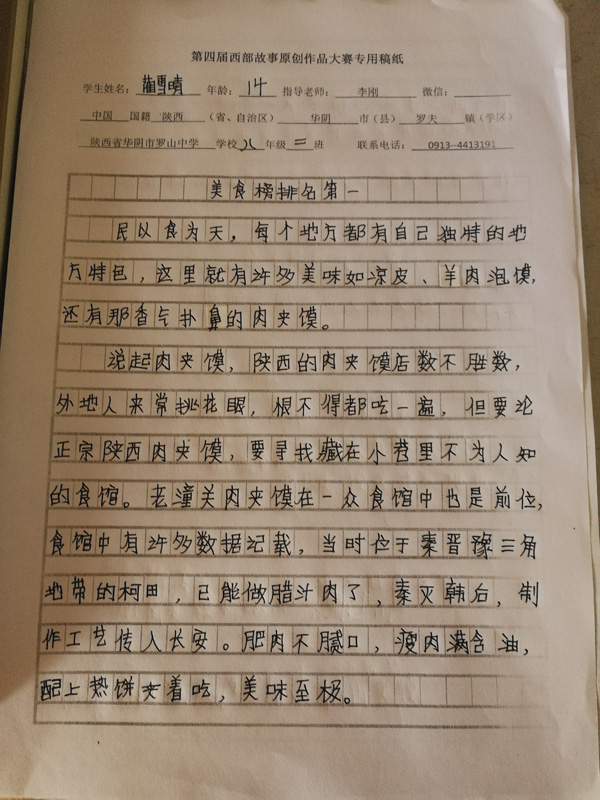 第四届西部故事原创作品大赛专用稿纸
学生姓名：蔺雪晴 年龄：14 指导老师：李刚 微信：
中国 国籍 陕西 （省、自治区） 华阴 市（县） 罗夫 镇（学区）
陕西省华阴市罗山中学 学校 八 年级 二 班 联系电话：0913--4413191
美食榜排名第一
民以食为天，每个地方都有自己独特的地
方特色，这里就有许多美味如凉皮、羊肉泡馍，
还有那香气扑鼻的肉夹馍。
说起肉夹馍，陕西的肉夹馍店数不胜数，
外地人来常挑花眼，恨不得都吃一遍，但要论
正宗陕西肉夹馍，要寻找藏在小巷里不为人知
的食馆。老潼关肉夹馍在一众食馆中也是前位，
食馆中有许多数据记载，当时位于秦晋豫三角
地带的柯田，已能做腊汁肉了，秦灭韩后，制
作工艺传入长安。肥肉不腻口，瘦肉满含油，
配上热饼夹着吃，美味至极。